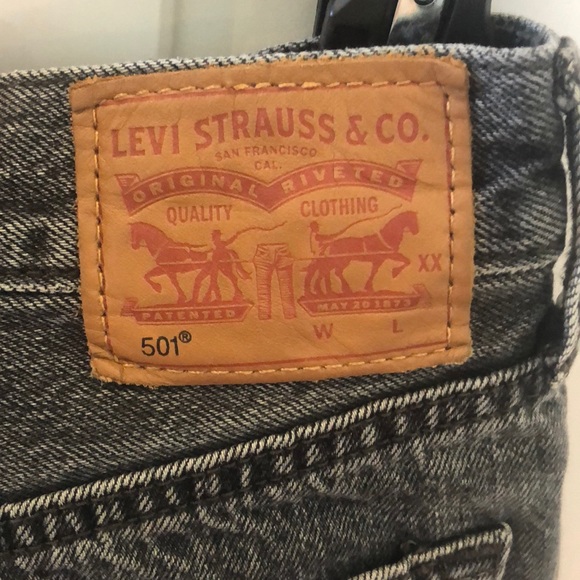 LEVI STRAUSS & CO.
SAN FRANCISCO
CAL.
ORIGINAL RIVETED
QUALITY CLOTHING
XX
PATENTED MAY 20 1873
501® W L